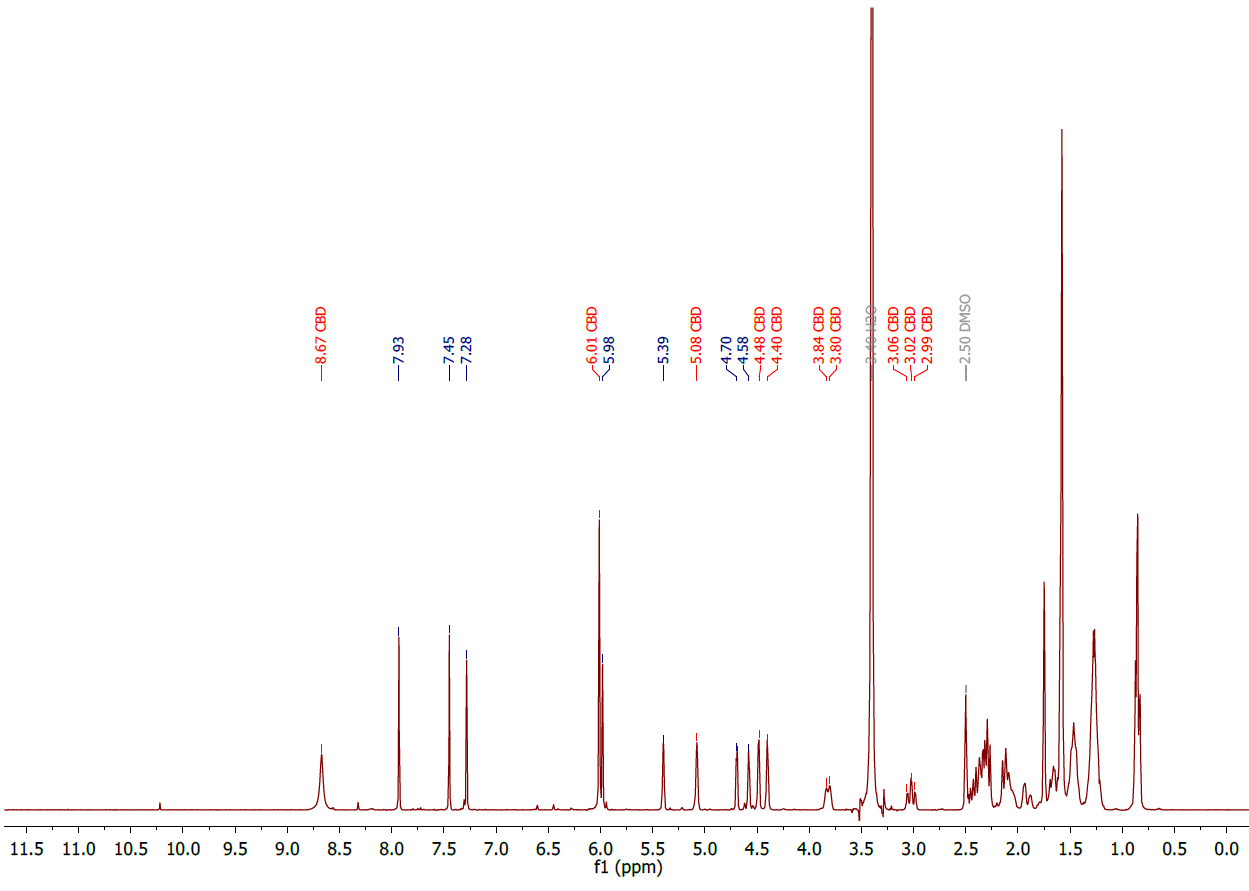 8.67 CBD
7.93
7.45
7.28
6.01 CBD
5.98
5.39
5.08 CBD
4.70
4.58
4.48 CBD
4.40 CBD
3.84 CBD
3.80 CBD
3.40 H2O
3.06 CBD
3.02 CBD
2.99 CBD
2.50 DMSO
11.5 11.0 10.5 10.0 9.5 9.0 8.5 8.0 7.5 7.0 6.5 6.0 5.5 5.0 4.5 4.0 3.5 3.0 2.5 2.0 1.5 1.0 0.5 0.0
f1 (ppm)